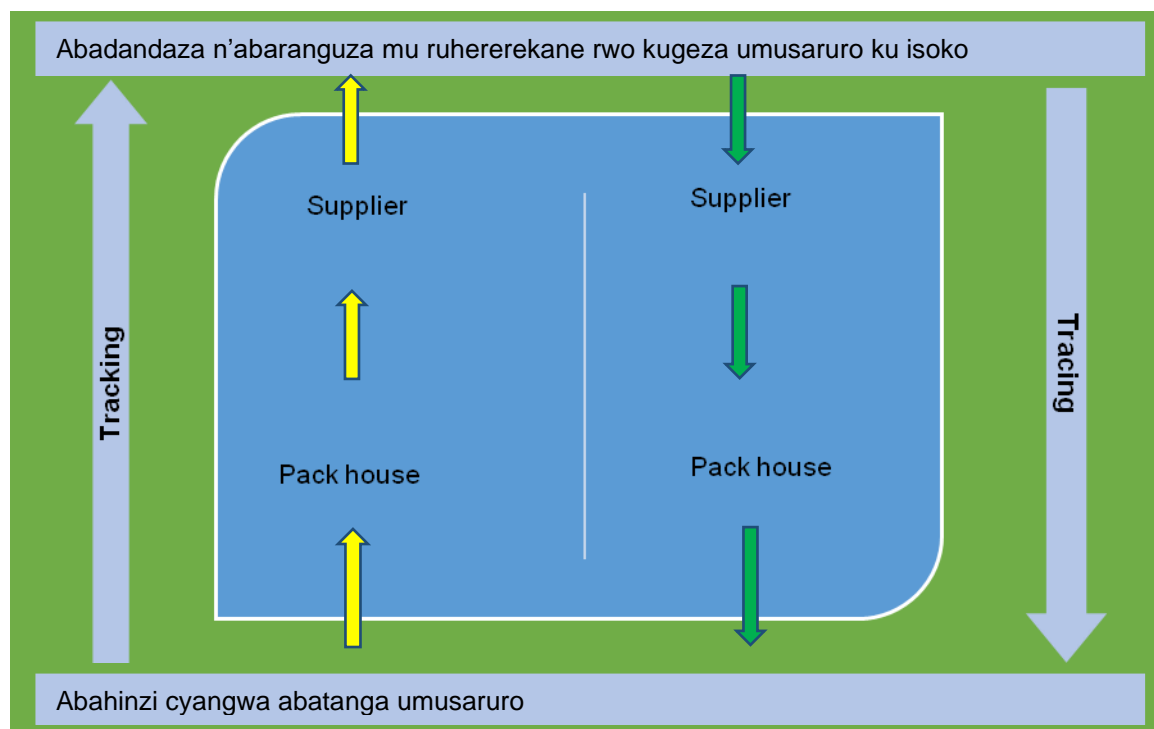 Abadandaza n’abaranguza mu ruhererekane rwo kugeza umusaruro ku isoko
Supplier
Supplier
Tracking
Tracing
Pack house
Pack house
Abahinzi cyangwa abatanga umusaruro